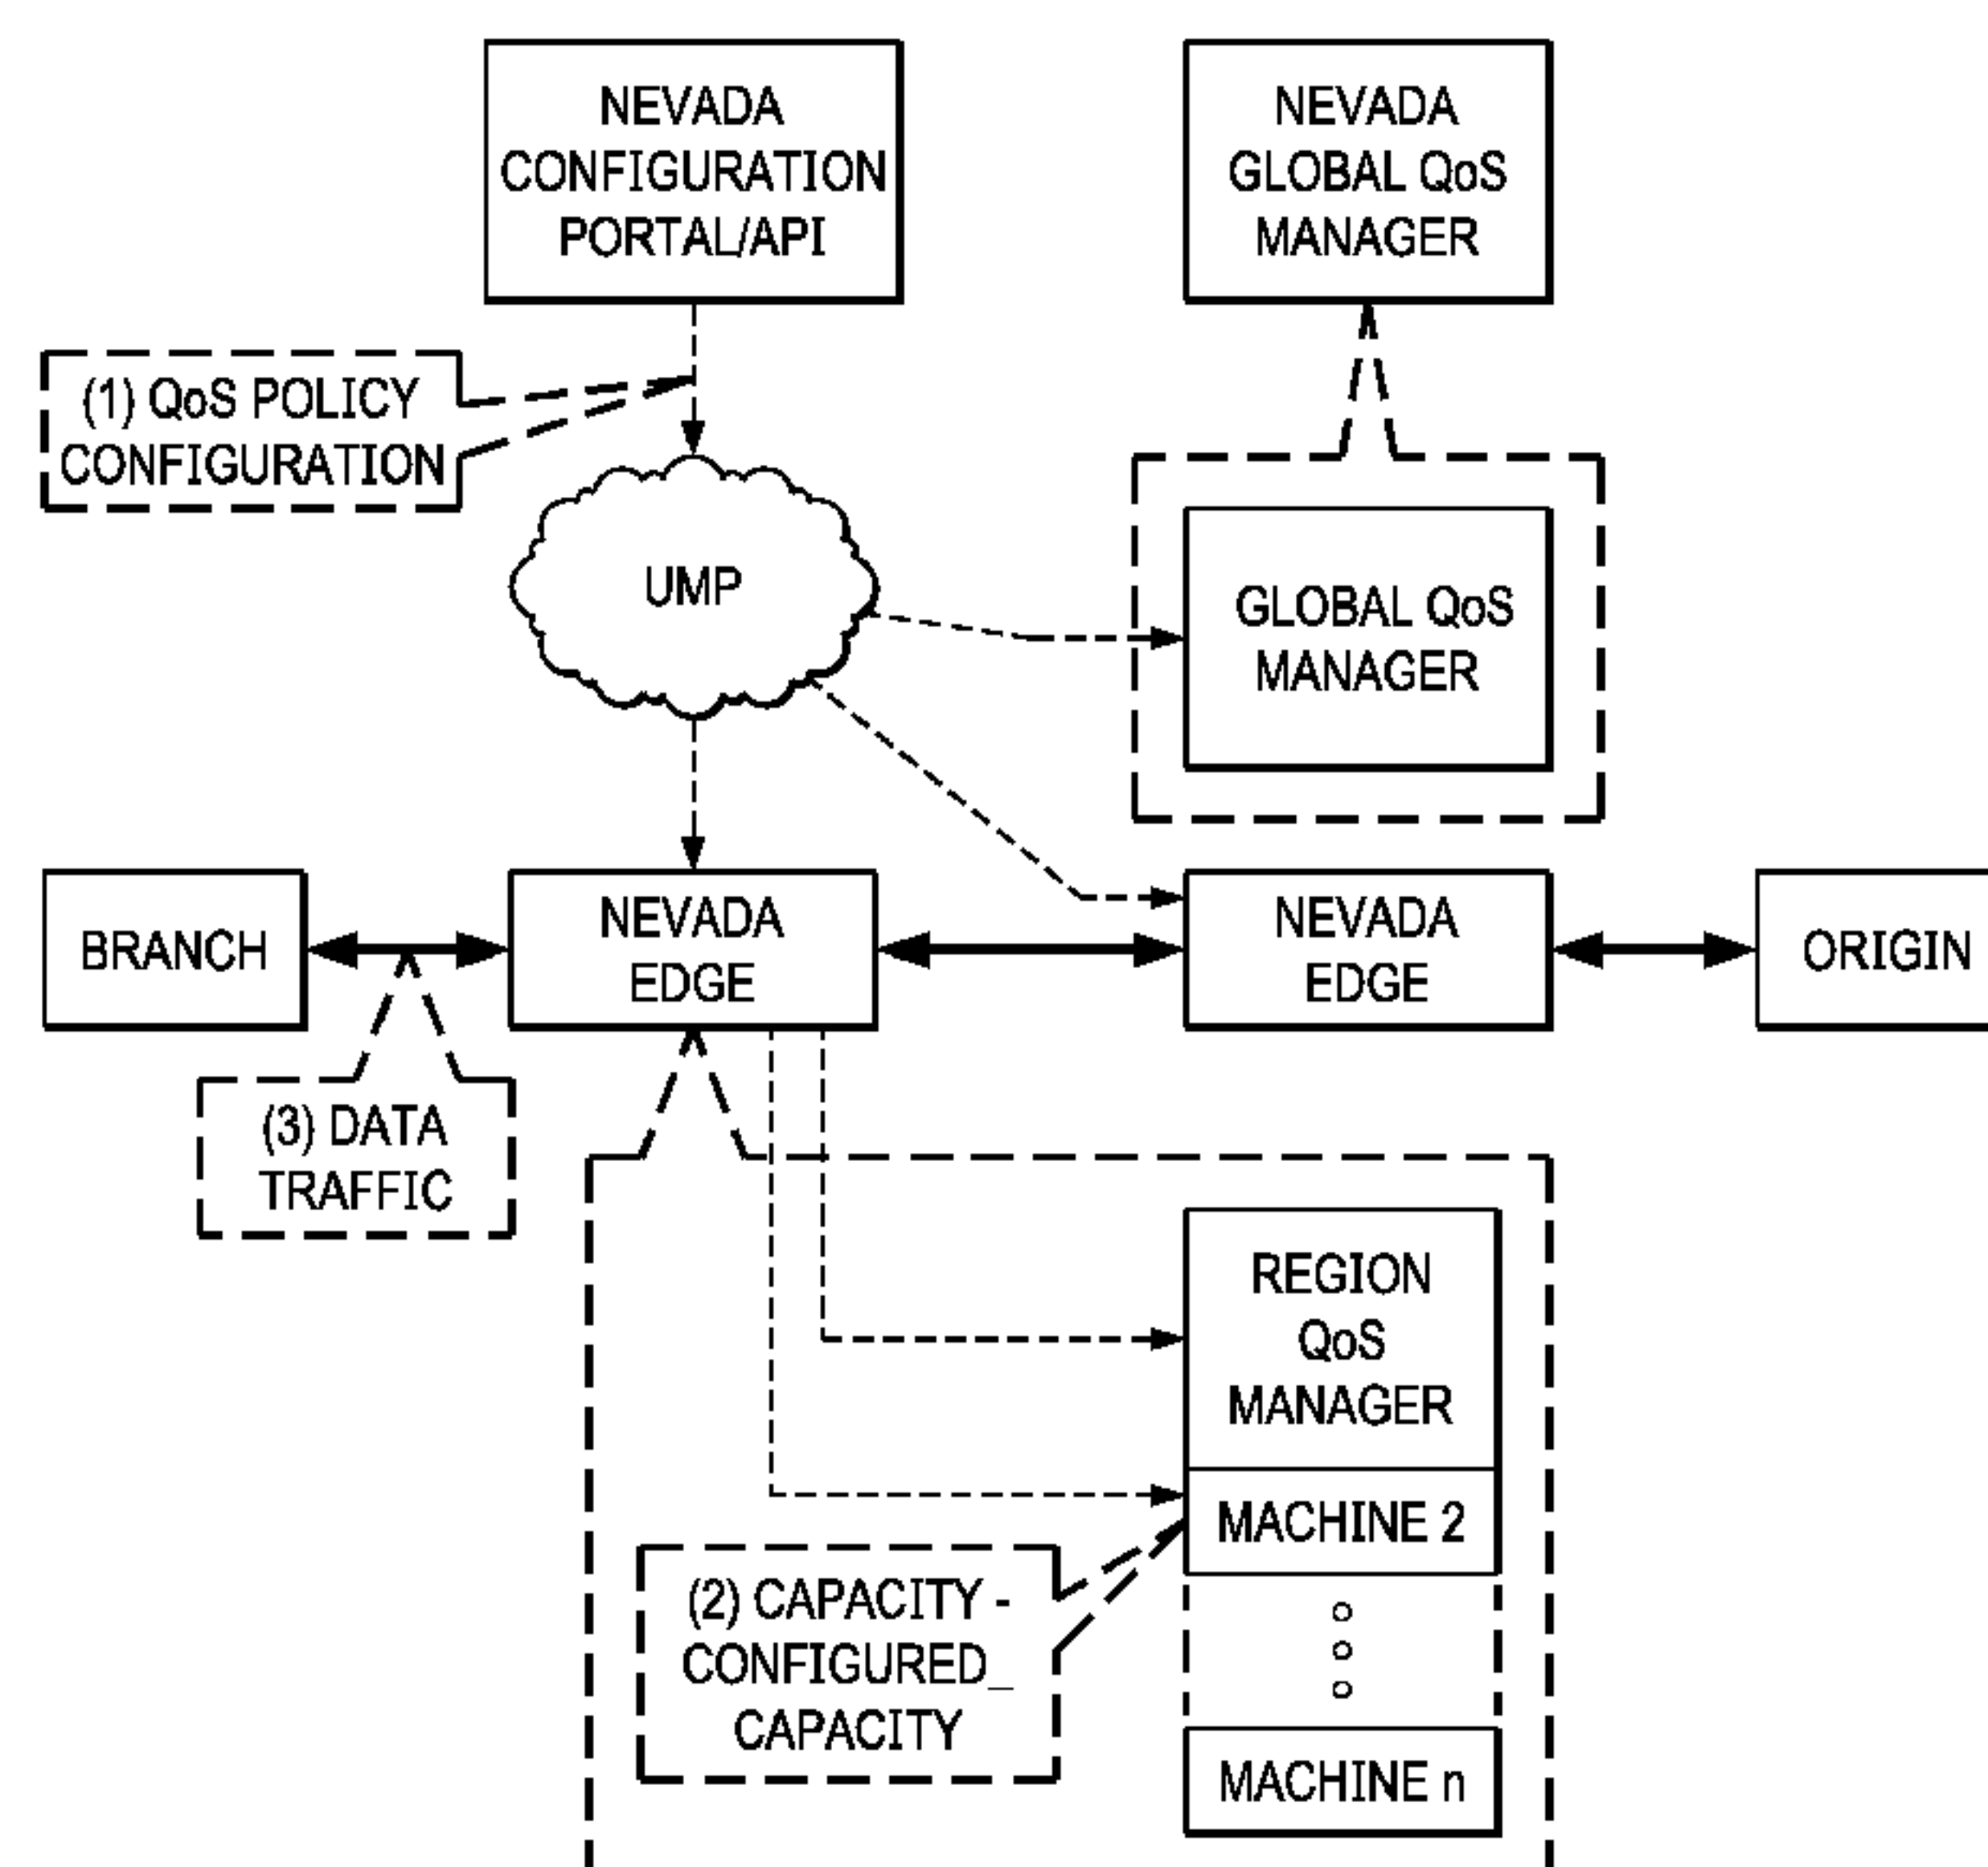 NEVADA
CONFIGURATION
PORTAL/API
NEVADA
GLOBAL QoS
MANAGER
(1) QoS POLICY
CONFIGURATION
UMP
GLOBAL QoS
MANAGER
BRANCH
NEVADA
EDGE
NEVADA
EDGE
ORIGIN
(3) DATA
TRAFFIC
REGION
QoS
MANAGER
MACHINE 2
(2) CAPACITY -
CONFIGURED_
CAPACITY
MACHINE n